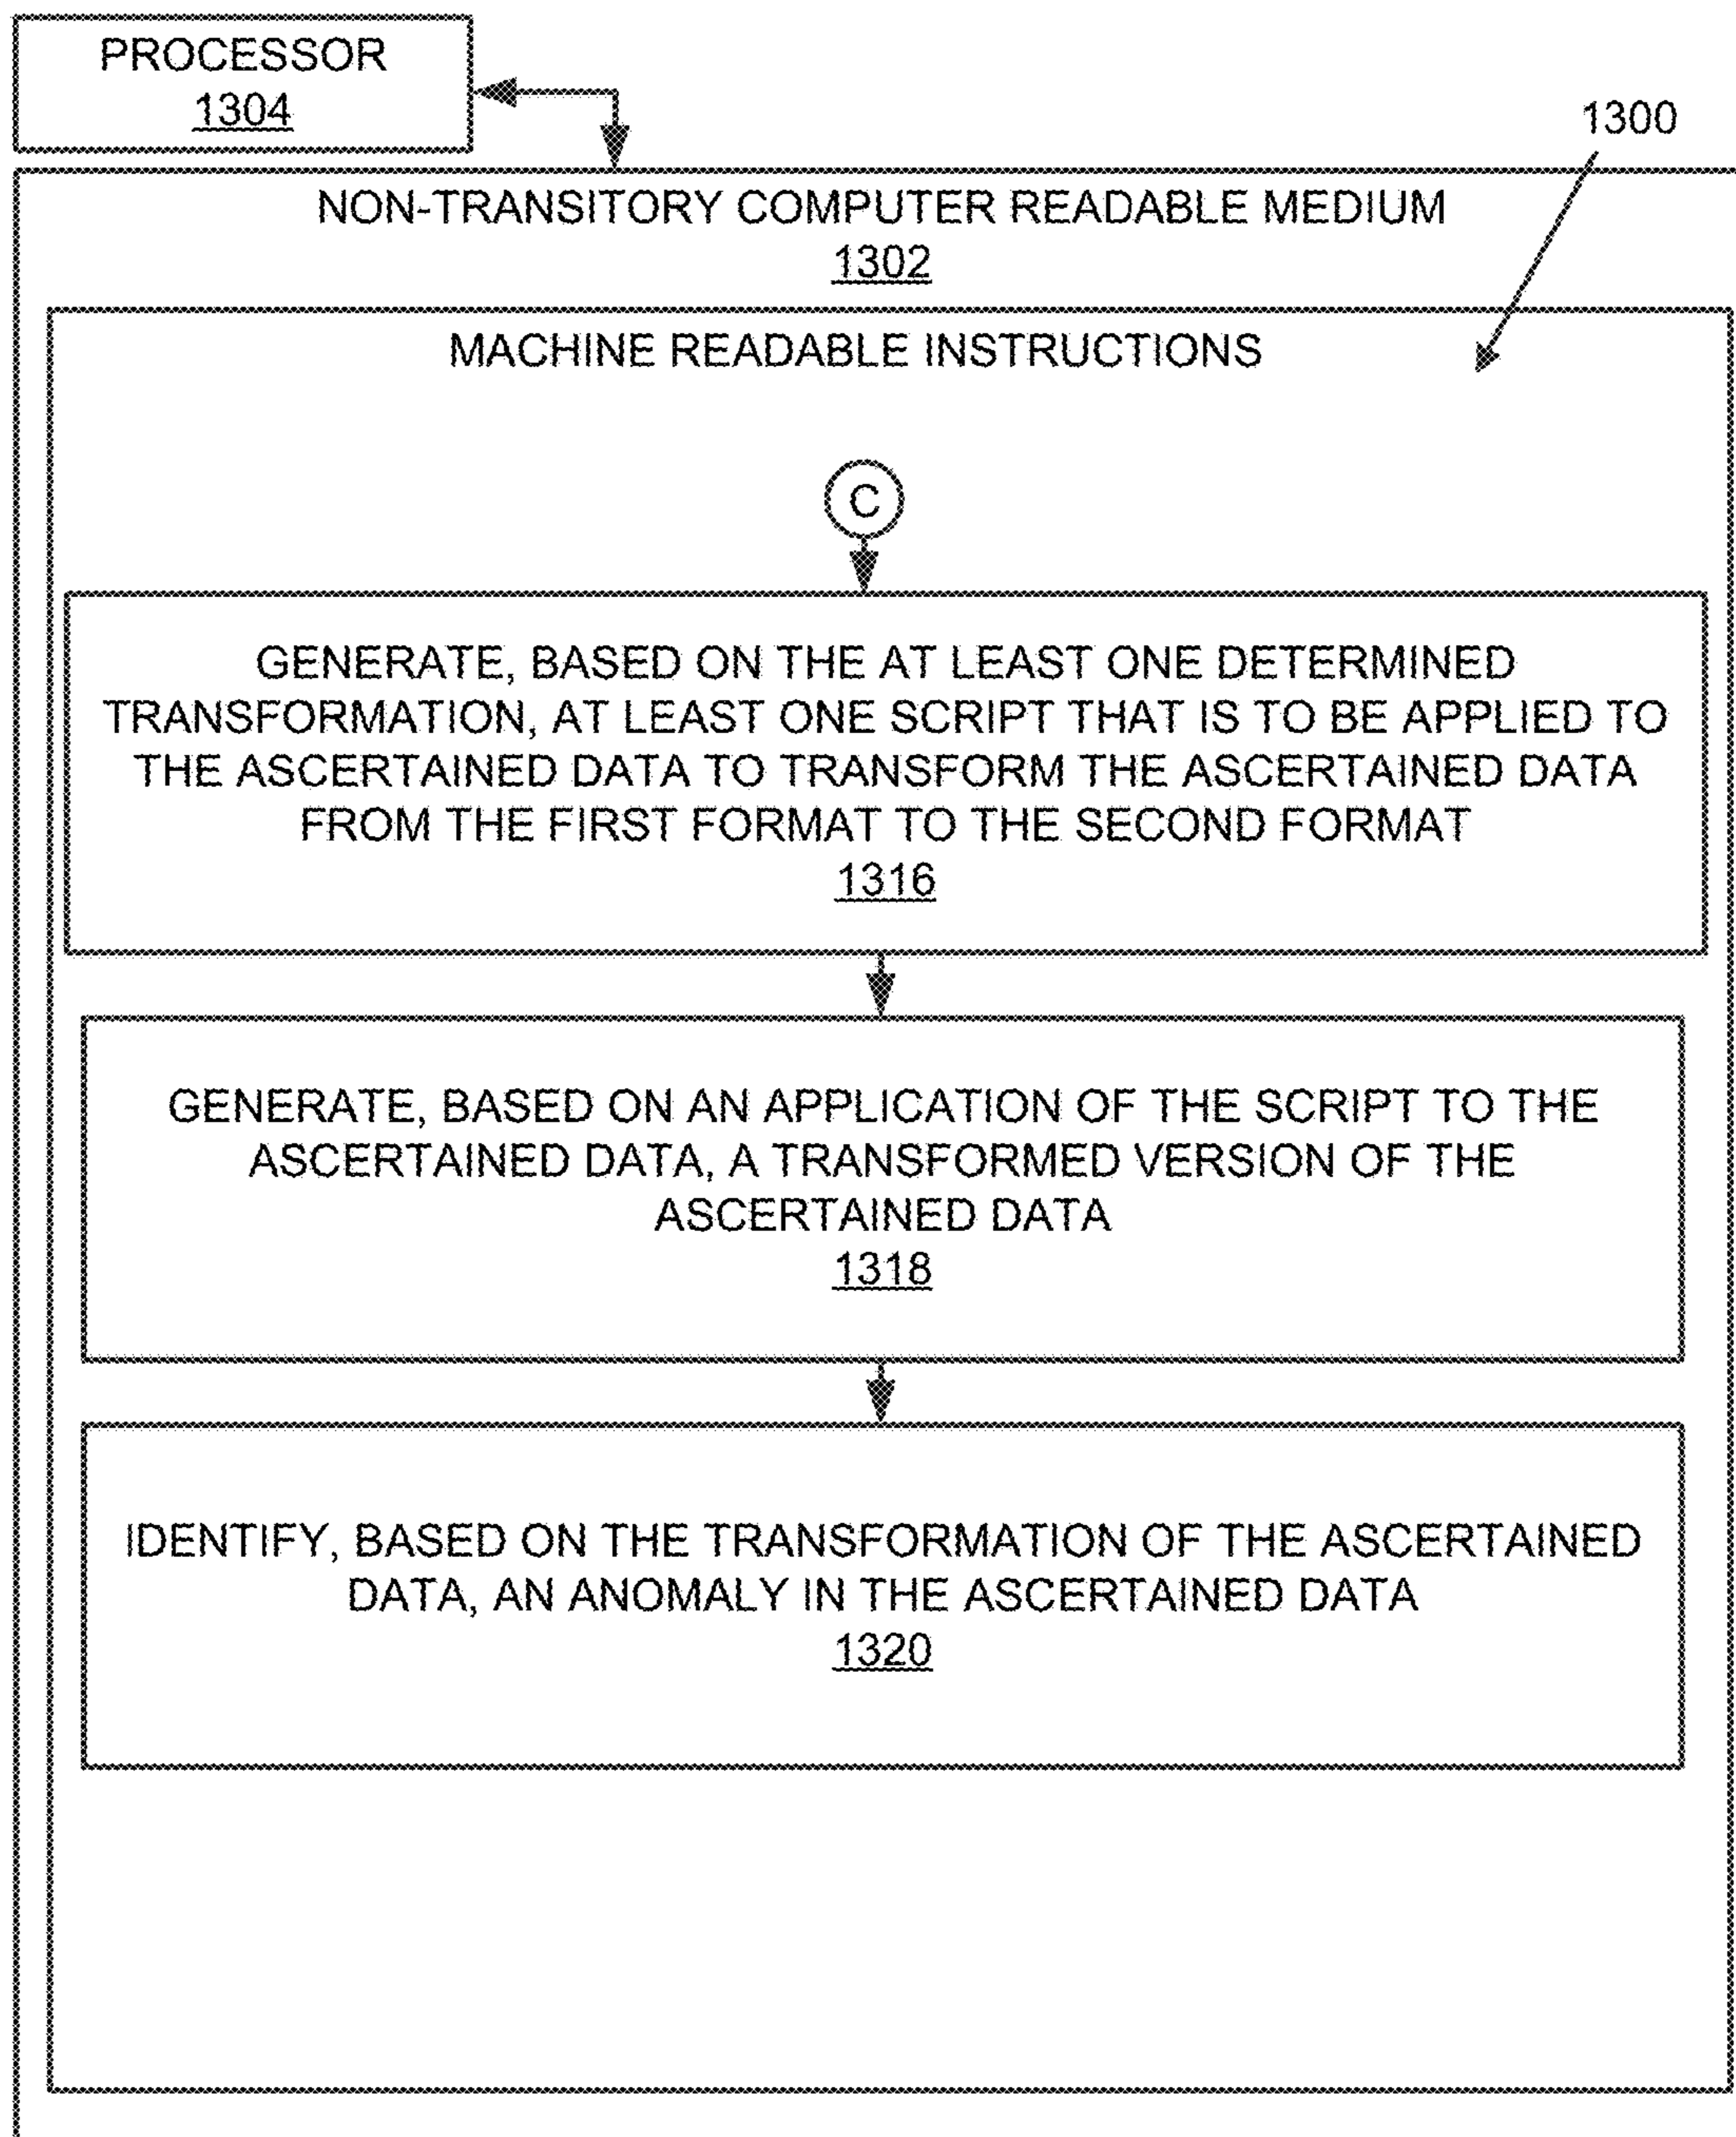 PROCESSOR
1304
1300
NON-TRANSITORY COMPUTER READABLE MEDIUM
1302
MACHINE READABLE INSTRUCTIONS
C
GENERATE, BASED ON THE AT LEAST ONE DETERMINED
TRANSFORMATION, AT LEAST ONE SCRIPT THAT IS TO BE APPLIED TO
THE ASCERTAINED DATA TO TRANSFORM THE ASCERTAINED DATA
FROM THE FIRST FORMAT TO THE SECOND FORMAT
1316
GENERATE, BASED ON AN APPLICATION OF THE SCRIPT TO THE
ASCERTAINED DATA, A TRANSFORMED VERSION OF THE
ASCERTAINED DATA
1318
IDENTIFY, BASED ON THE TRANSFORMATION OF THE ASCERTAINED
DATA, AN ANOMALY IN THE ASCERTAINED DATA
1320